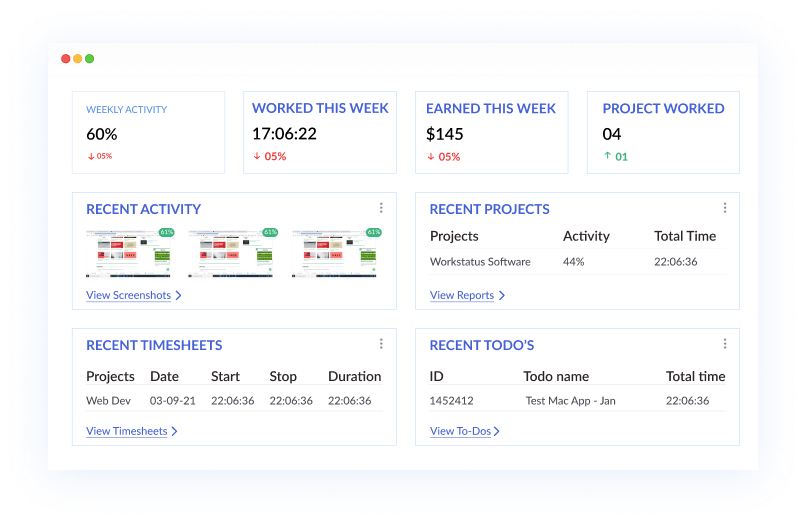 WEEKLY ACTIVITY
60%
05%
WORKED THIS WEEK
17:06:22
05%
EARNED THIS WEEK
$145
05%
PROJECT WORKED
04
01
RECENT ACTIVITY
61% 61% 61%
View Screenshots
RECENT PROJECTS
Projects Activity Total Time
Workstatus Software 44% 22:06:36
View Reports
RECENT TIMESHEETS
Projects Date Start Stop Duration
Web Dev 03-09-21 22:06:36 22:06:36 22:06:36
View Timesheets
RECENT TODO'S
ID Todo name Total time
1452412 Test Mac App - Jan 22:06:36
View To-Dos